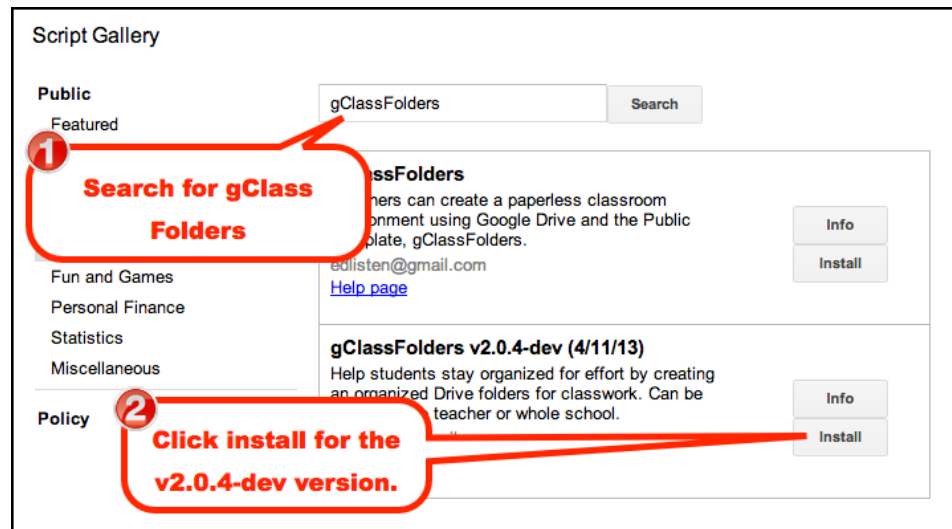 Script Gallery
Public
Featured
gClassFolders
Search
1
Search for gClass
Folders
ssFolders
hers can create a paperless classroom
onment using Google Drive and the Public
plate, gClassFolders.
edlisten@gmail.com
Help page
Info
Install
Fun and Games
Personal Finance
Statistics
Miscellaneous
Policy
gClassFolders v2.0.4-dev (4/11/13)
Help students stay organized for effort by creating
an organized Drive folders for classwork. Can be
teacher or whole school.
Info
Install
2
Click install for the
v2.0.4-dev version.